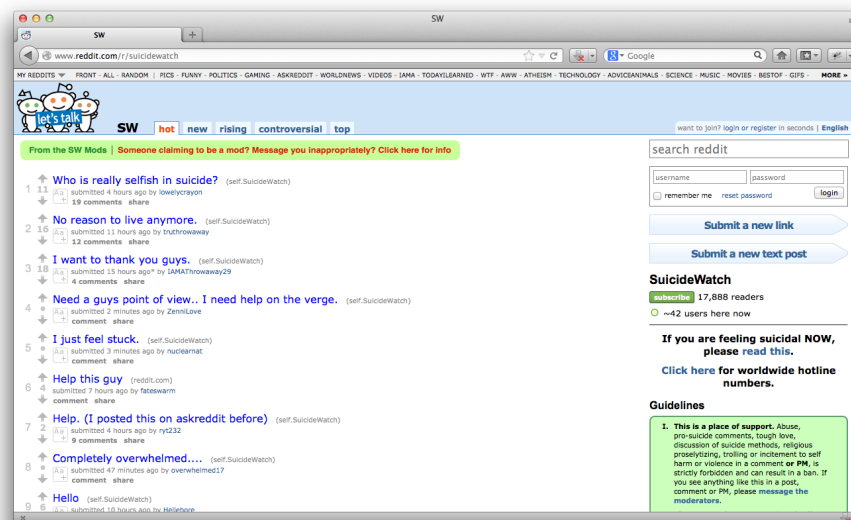 SW
SW
www.reddit.com/r/suicidewatch
Google
MY REDDITS FRONT - ALL - RANDOM | PICS - FUNNY - POLITICS - GAMING - ASKREDDIT - WORLDNEWS - VIDEOS - IAMA - TODAYILEARNED - WTF - AWW - ATHEISM - TECHNOLOGY - ADVICEANIMALS - SCIENCE - MUSIC - MOVIES - BESTOF - GIFS - MORE »
let's talk
SW hot new rising controversial top
want to join? login or register in seconds | English
From the SW Mods | Someone claiming to be a mod? Message you inappropriately? Click here for info
1 11 Who is really selfish in suicide? (self.SuicideWatch)
submitted 4 hours ago by lowelycrayon
19 comments share
2 16 No reason to live anymore. (self.SuicideWatch)
submitted 11 hours ago by truthrowaway
12 comments share
3 18 I want to thank you guys. (self.SuicideWatch)
submitted 15 hours ago* by IAMAThrowaway29
4 comments share
4 • Need a guys point of view.. I need help on the verge. (self.SuicideWatch)
submitted 2 minutes ago by ZenniLove
comment share
5 • I just feel stuck. (self.SuicideWatch)
submitted 3 minutes ago by nuclearnat
comment share
6 4 Help this guy (reddit.com)
submitted 7 hours ago by fateswarm
comment share
7 2 Help. (I posted this on askreddit before) (self.SuicideWatch)
submitted 4 hours ago by ryt232
9 comments share
8 • Completely overwhelmed.... (self.SuicideWatch)
submitted 47 minutes ago by overwhelmed17
comment share
9 6 Hello (self.SuicideWatch)
submitted 10 hours ago by Hellebore
search reddit
username password
remember me reset password login
Submit a new link
Submit a new text post
SuicideWatch
subscribe 17,888 readers
~42 users here now
If you are feeling suicidal NOW,
please read this.
Click here for worldwide hotline
numbers.
Guidelines
I. This is a place of support. Abuse,
pro-suicide comments, tough love,
discussion of suicide methods, religious
proselytizing, trolling or incitement to self
harm or violence in a comment or PM, is
strictly forbidden and can result in a ban. If
you see anything like this in a post,
comment or PM, please message the
moderators.